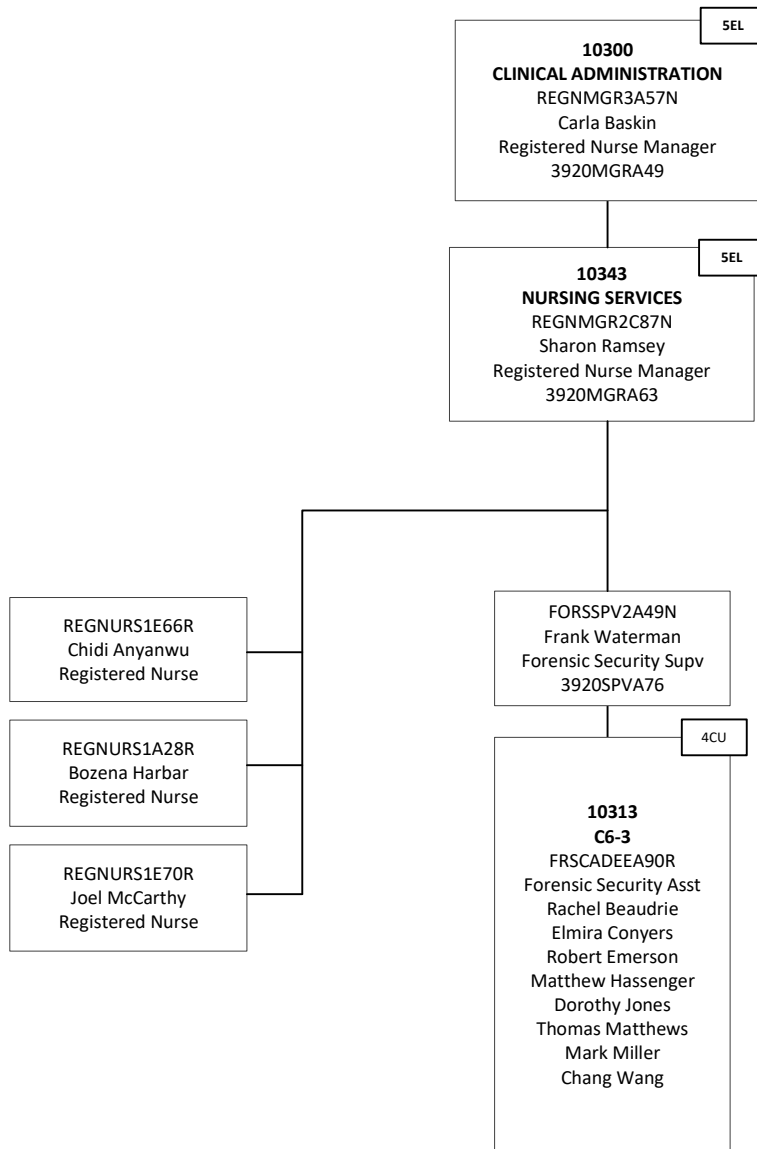 5EL
10300
CLINICAL ADMINISTRATION
REGNMGR3A57N
Carla Baskin
Registered Nurse Manager
3920MGRA49
5EL
10343
NURSING SERVICES
REGNMGR2C87N
Sharon Ramsey
Registered Nurse Manager
3920MGRA63
REGNURS1E66R
Chidi Anyanwu
Registered Nurse
REGNURS1A28R
Bozena Harbar
Registered Nurse
REGNURS1E70R
Joel McCarthy
Registered Nurse
FORSSPV2A49N
Frank Waterman
Forensic Security Supv
3920SPVA76
4CU
10313
C6-3
FRSCADEEA90R
Forensic Security Asst
Rachel Beaudrie
Elmira Conyers
Robert Emerson
Matthew Hassenger
Dorothy Jones
Thomas Matthews
Mark Miller
Chang Wang